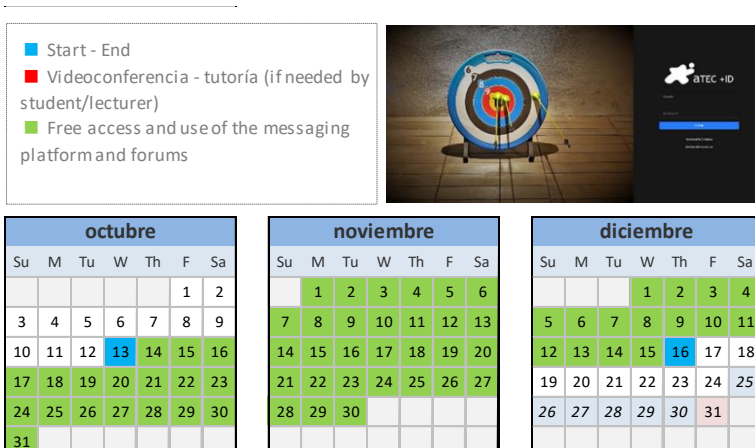 Start - End
Videoconferencia - tutoría (if needed by
student/lecturer)
Free access and use of the messaging
platform and forums
aTEC +ID
octubre
Su M Tu W Th F Sa
1 2
3 4 5 6 7 8 9
10 11 12 13 14 15 16
17 18 19 20 21 22 23
24 25 26 27 28 29 30
31
noviembre
Su M Tu W Th F Sa
1 2 3 4 5 6
7 8 9 10 11 12 13
14 15 16 17 18 19 20
21 22 23 24 25 26 27
28 29 30
diciembre
Su M Tu W Th F Sa
1 2 3 4
5 6 7 8 9 10 11
12 13 14 15 16 17 18
19 20 21 22 23 24 25
26 27 28 29 30 31